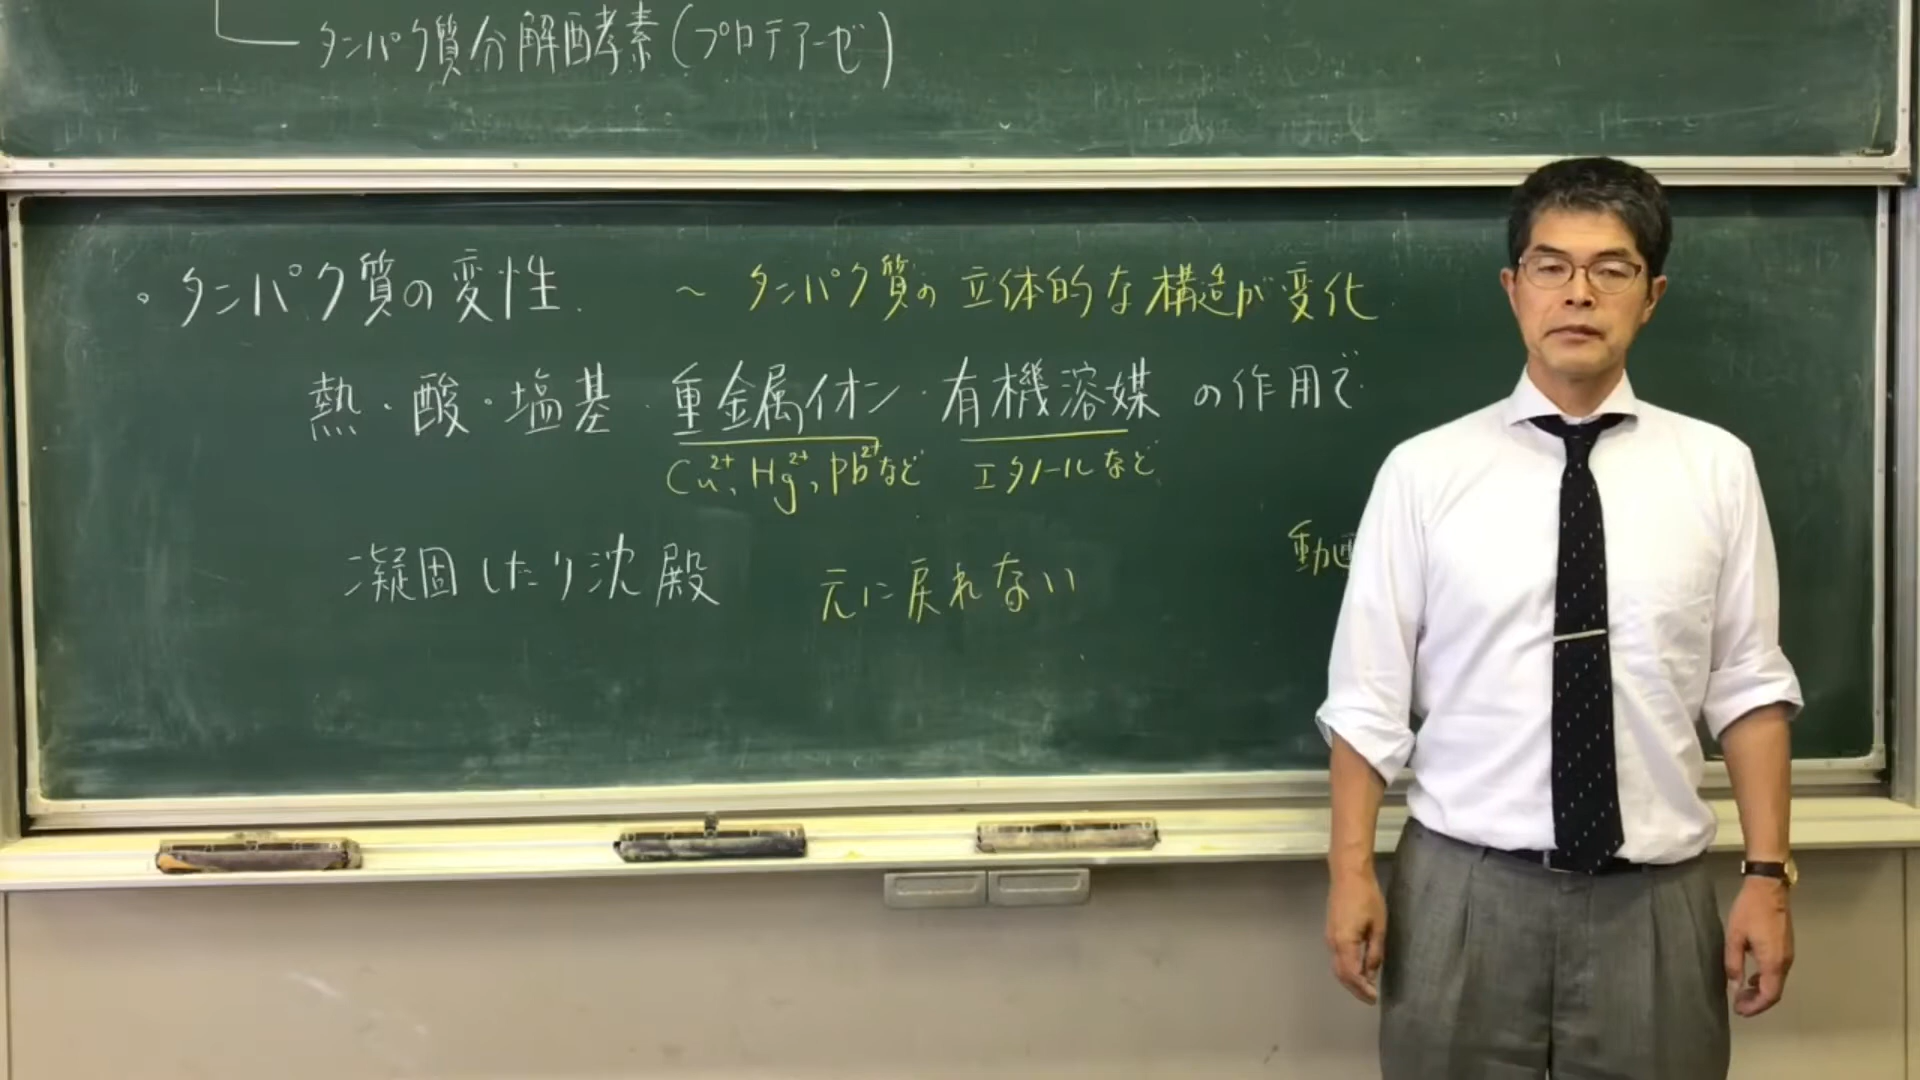 タンパク質分解酵素(プロテアーゼ)
・タンパク質の変性 ～ タンパク質の立体的な構造が変化
熱・酸・塩基・重金属イオン・有機溶媒 の作用で
Cu²⁺, Hg²⁺, Pb²⁺など エタノールなど
凝固したり沈殿 元に戻れない
動画